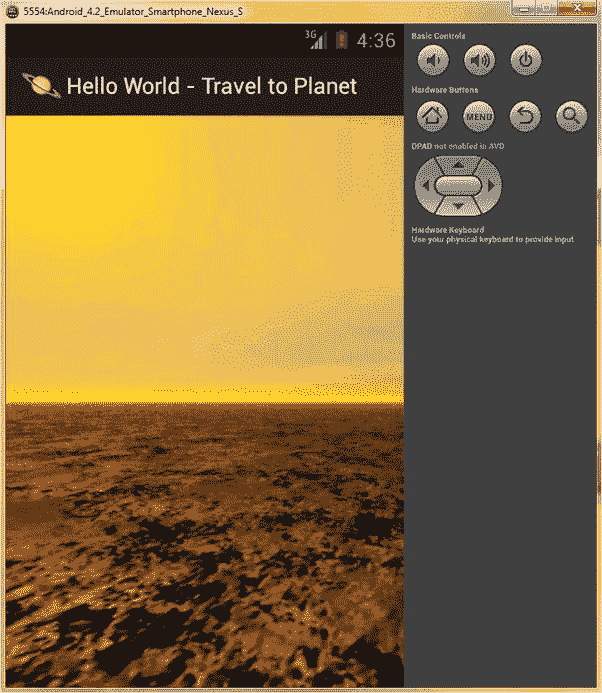 5554:Android_4.2_Emulator_Smartphone_Nexus_S
3G 4:36
Hello World - Travel to Planet
Basic Controls
Hardware Buttons
MENU
DPAD not enabled in AVD
Hardware Keyboard
Use your physical keyboard to provide input